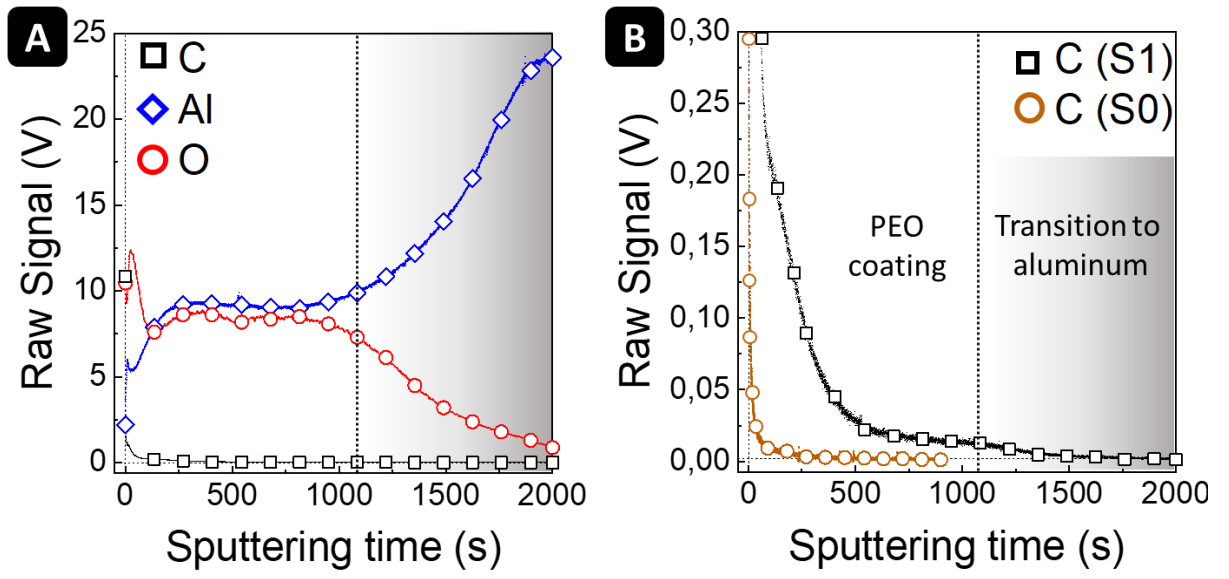 A
C
Al
O
Raw Signal (V)
25
20
15
10
5
0
0
500
1000
1500
2000
Sputtering time (s)
B
C (S1)
C (S0)
PEO
coating
Transition to
aluminum
Raw Signal (V)
0,30
0,25
0,20
0,15
0,10
0,05
0,00
0
500
1000
1500
2000
Sputtering time (s)